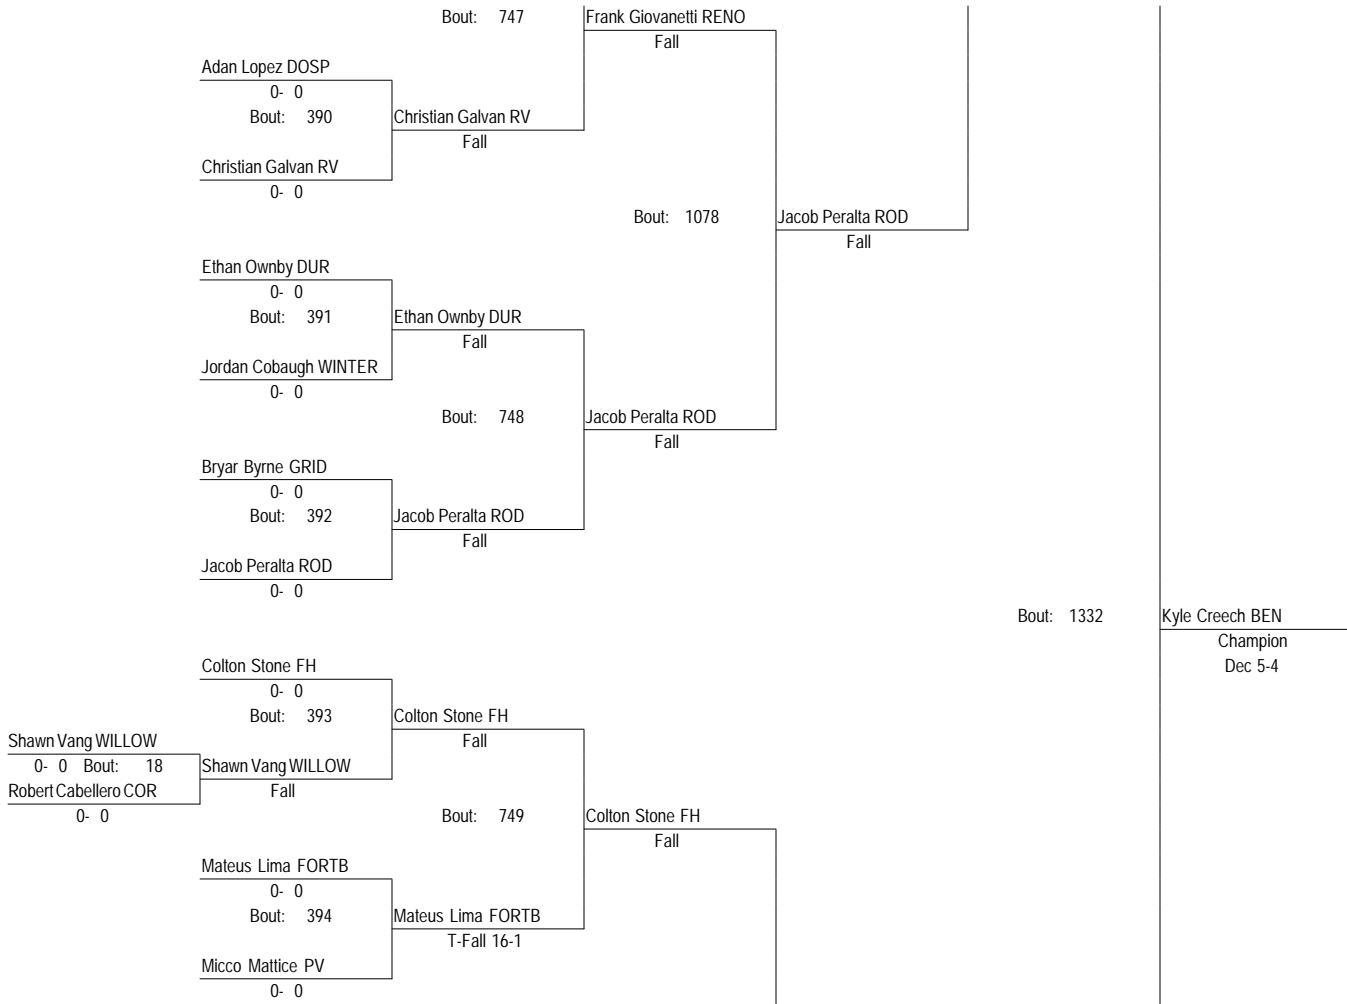 Bout: 747 Frank Giovanetti RENO
Fall
Adan Lopez DOSP
0- 0
Bout: 390 Christian Galvan RV
Fall
Christian Galvan RV
0- 0
Bout: 1078 Jacob Peralta ROD
Fall
Ethan Ownby DUR
0- 0
Bout: 391 Ethan Ownby DUR
Fall
Jordan Cobaugh WINTER
0- 0
Bout: 748 Jacob Peralta ROD
Fall
Bryar Byrne GRID
0- 0
Bout: 392 Jacob Peralta ROD
Fall
Jacob Peralta ROD
0- 0
Bout: 1332 Kyle Creech BEN
Champion
Dec 5-4
Colton Stone FH
0- 0
Bout: 393 Colton Stone FH
Fall
Shawn Vang WILLOW
0- 0 Bout: 18 Shawn Vang WILLOW
Robert Cabellero COR Fall
0- 0
Bout: 749 Colton Stone FH
Fall
Mateus Lima FORTB
0- 0
Bout: 394 Mateus Lima FORTB
T-Fall 16-1
Micco Mattice PV
0- 0